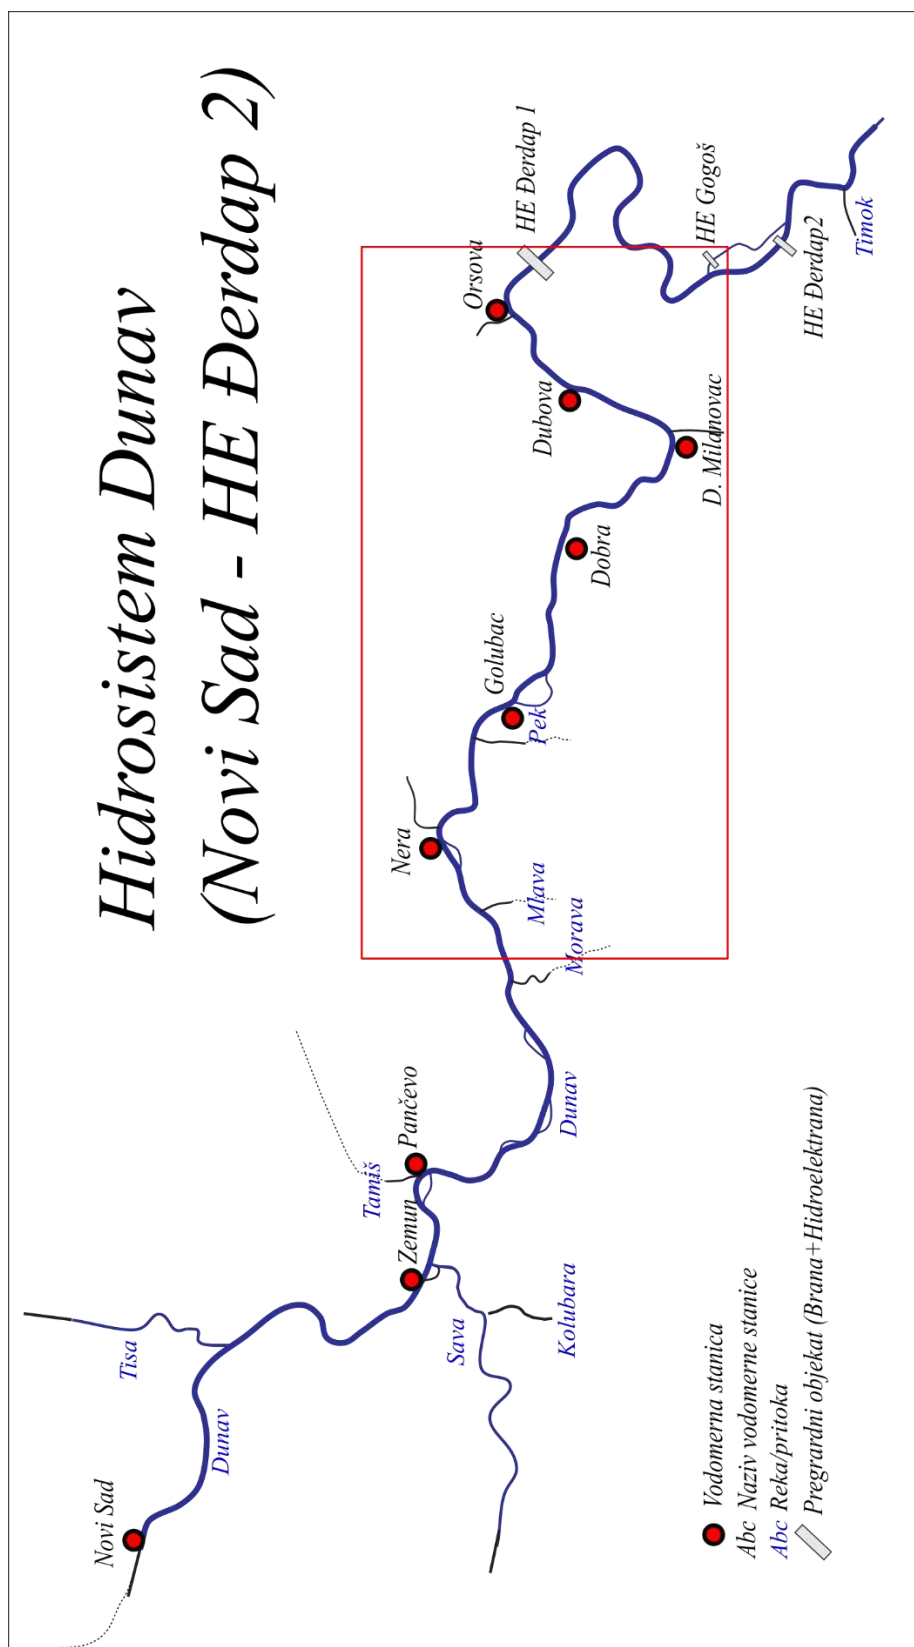 Hidrosistem Dunav
(Novi Sad - HE Đerdap 2)
Novi Sad
Tisa
Dunav
Zemun
Tamiš
Pančevo
Sava
Kolubara
Dunav
Morava
Mlava
Nera
Pek
Golubac
Dobra
D. Milanovac
Dubova
Orsova
HE Đerdap 1
HE Gogoš
HE Đerdap2
Timok
Vodomerna stanica
Abc Naziv vodomerne stanice
Abc Reka/pritoka
Pregrardni objekat (Brana+Hidroelektrana)